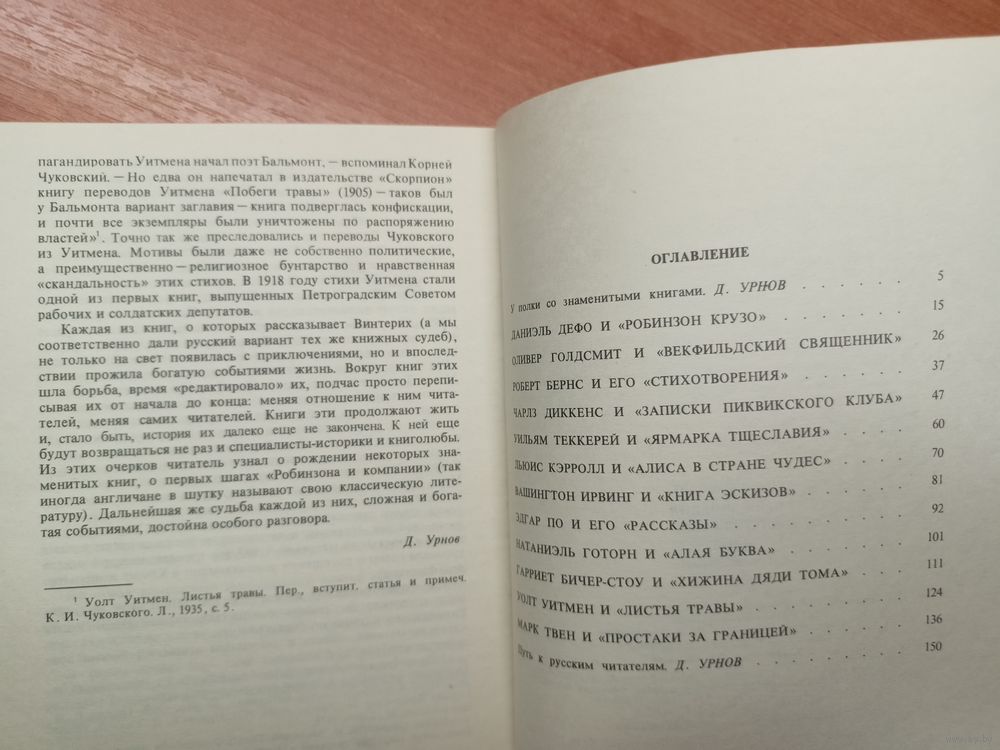 пагандировать Уитмена начал поэт Бальмонт, — вспоминал Корней
Чуковский. — Но едва он напечатал в издательстве «Скорпион»
книгу переводов Уитмена «Побеги травы» (1905) — таков был
у Бальмонта вариант заглавия — книга подверглась конфискации,
и почти все экземпляры были уничтожены по распоряжению
властей»¹. Точно так же преследовались и переводы Чуковского
из Уитмена. Мотивы были даже не собственно политические,
а преимущественно — религиозное бунтарство и нравственная
«скандальность» этих стихов. В 1918 году стихи Уитмена стали
одной из первых книг, выпущенных Петроградским Советом
рабочих и солдатских депутатов.
Каждая из книг, о которых рассказывает Винтерих (а мы
соответственно дали русский вариант тех же книжных судеб),
не только на свет появилась с приключениями, но и впослед-
ствии прожила богатую событиями жизнь. Вокруг книг этих
шла борьба, время «редактировало» их, подчас просто перепи-
сывая их от начала до конца: меняя отношение к ним чита-
телей, меняя самих читателей. Книги эти продолжают жить
и, стало быть, история их далеко еще не закончена. К ней еще
будут возвращаться не раз и специалисты-историки и книголюбы.
Из этих очерков читатель узнал о рождении некоторых зна-
менитых книг, о первых шагах «Робинзона и компании» (так
иногда англичане в шутку называют свою классическую лите-
ратуру). Дальнейшая же судьба каждой из них, сложная и бога-
тая событиями, достойна особого разговора.
Д. Урнов
¹ Уолт Уитмен. Листья травы. Пер., вступит. статья и примеч.
К. И. Чуковского. Л., 1935, с. 5.
ОГЛАВЛЕНИЕ
У полки со знаменитыми книгами. Д. УРНОВ . . . . . . 5
ДАНИЭЛЬ ДЕФО И «РОБИНЗОН КРУЗО» . . . . . . . 15
ОЛИВЕР ГОЛДСМИТ И «ВЕКФИЛЬДСКИЙ СВЯЩЕННИК» 26
РОБЕРТ БЕРНС И ЕГО «СТИХОТВОРЕНИЯ» . . . . . . 37
ЧАРЛЗ ДИККЕНС И «ЗАПИСКИ ПИКВИКСКОГО КЛУБА» 47
УИЛЬЯМ ТЕККЕРЕЙ И «ЯРМАРКА ТЩЕСЛАВИЯ» . . . . 60
ЛЬЮИС КЭРРОЛЛ И «АЛИСА В СТРАНЕ ЧУДЕС» . . . . 70
ВАШИНГТОН ИРВИНГ И «КНИГА ЭСКИЗОВ» . . . . . . 81
ЭДГАР ПО И ЕГО «РАССКАЗЫ» . . . . . . . . . 92
НАТАНИЭЛЬ ГОТОРН И «АЛАЯ БУКВА» . . . . . . . 101
ГАРРИЕТ БИЧЕР-СТОУ И «ХИЖИНА ДЯДИ ТОМА» . . . . 111
УОЛТ УИТМЕН И «ЛИСТЬЯ ТРАВЫ» . . . . . . . . 124
МАРК ТВЕН И «ПРОСТАКИ ЗА ГРАНИЦЕЙ» . . . . . . 136
Путь к русским читателям. Д. УРНОВ . . . . . . . . 150